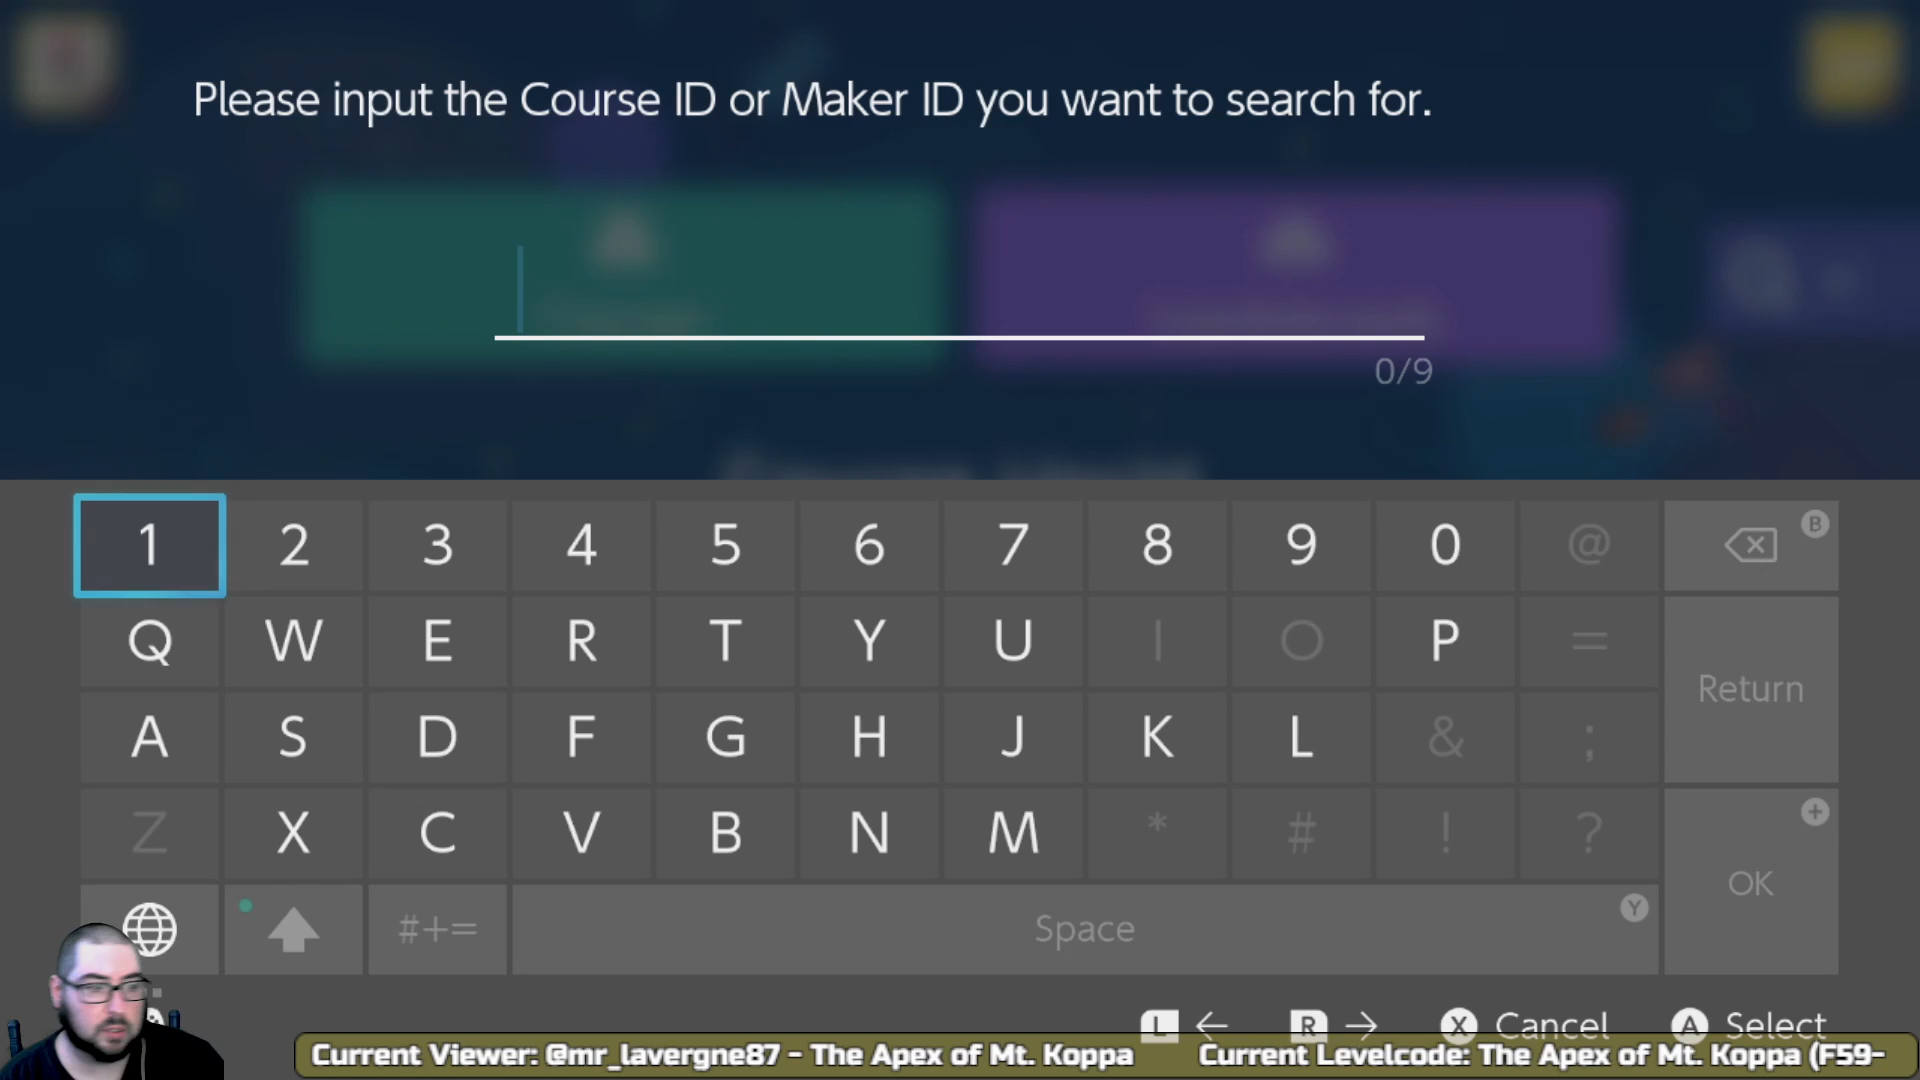 Please input the Course ID or Maker ID you want to search for.
0/9
1 2 3 4 5 6 7 8 9 0 @
Q W E R T Y U I O P =
Return
A S D F G H J K L & ;
Z X C V B N M * # ! ?
OK
#+= Space
L ← R → X Cancel A Select
Current Viewer: @mr_lavergne87 - The Apex of Mt. Koppa Current Levelcode: The Apex of Mt. Koppa (F59-